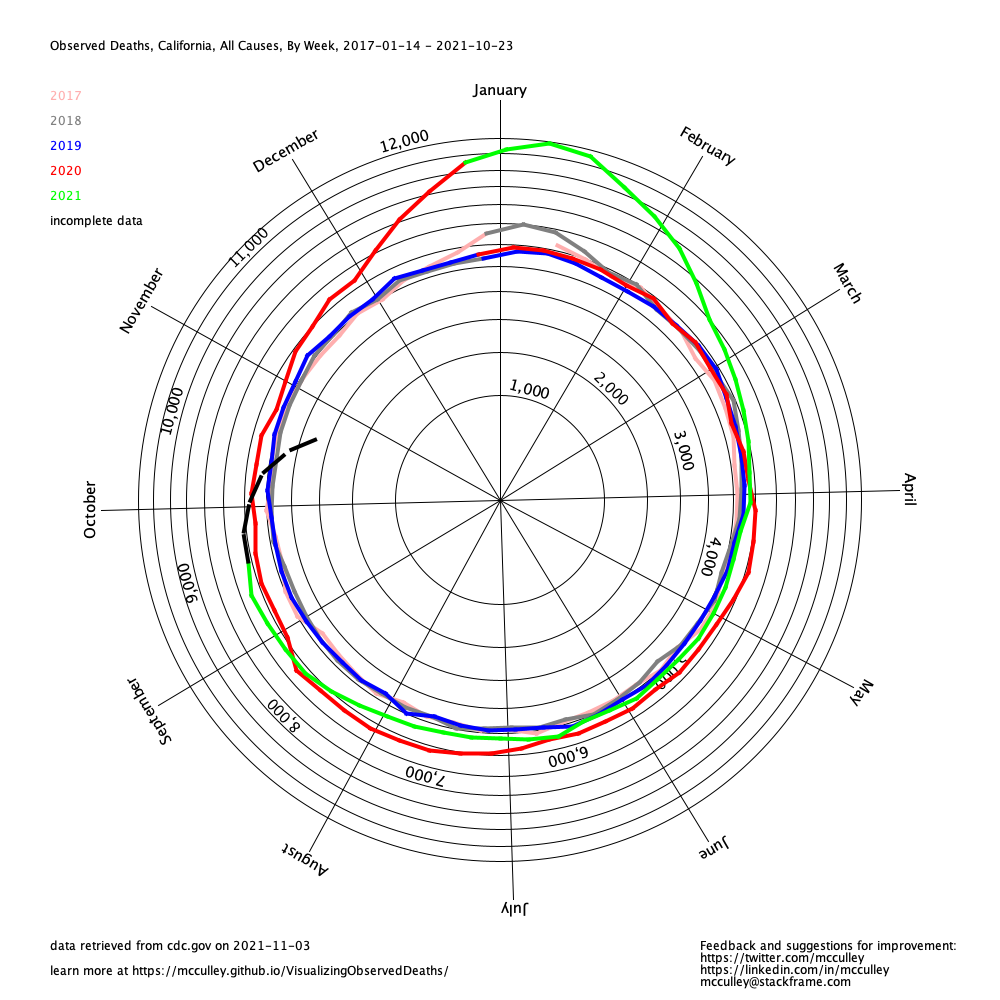 Observed Deaths, California, All Causes, By Week, 2017-01-14 - 2021-10-23
2017
2018
2019
2020
2021
incomplete data
January
February
March
April
May
June
July
August
September
October
November
December
1,000
2,000
3,000
4,000
5,000
6,000
7,000
8,000
9,000
10,000
11,000
12,000
data retrieved from cdc.gov on 2021-11-03
learn more at https://mcculley.github.io/VisualizingObservedDeaths/
Feedback and suggestions for improvement:
https://twitter.com/mcculley
https://linkedin.com/in/mcculley
mcculley@stackframe.com